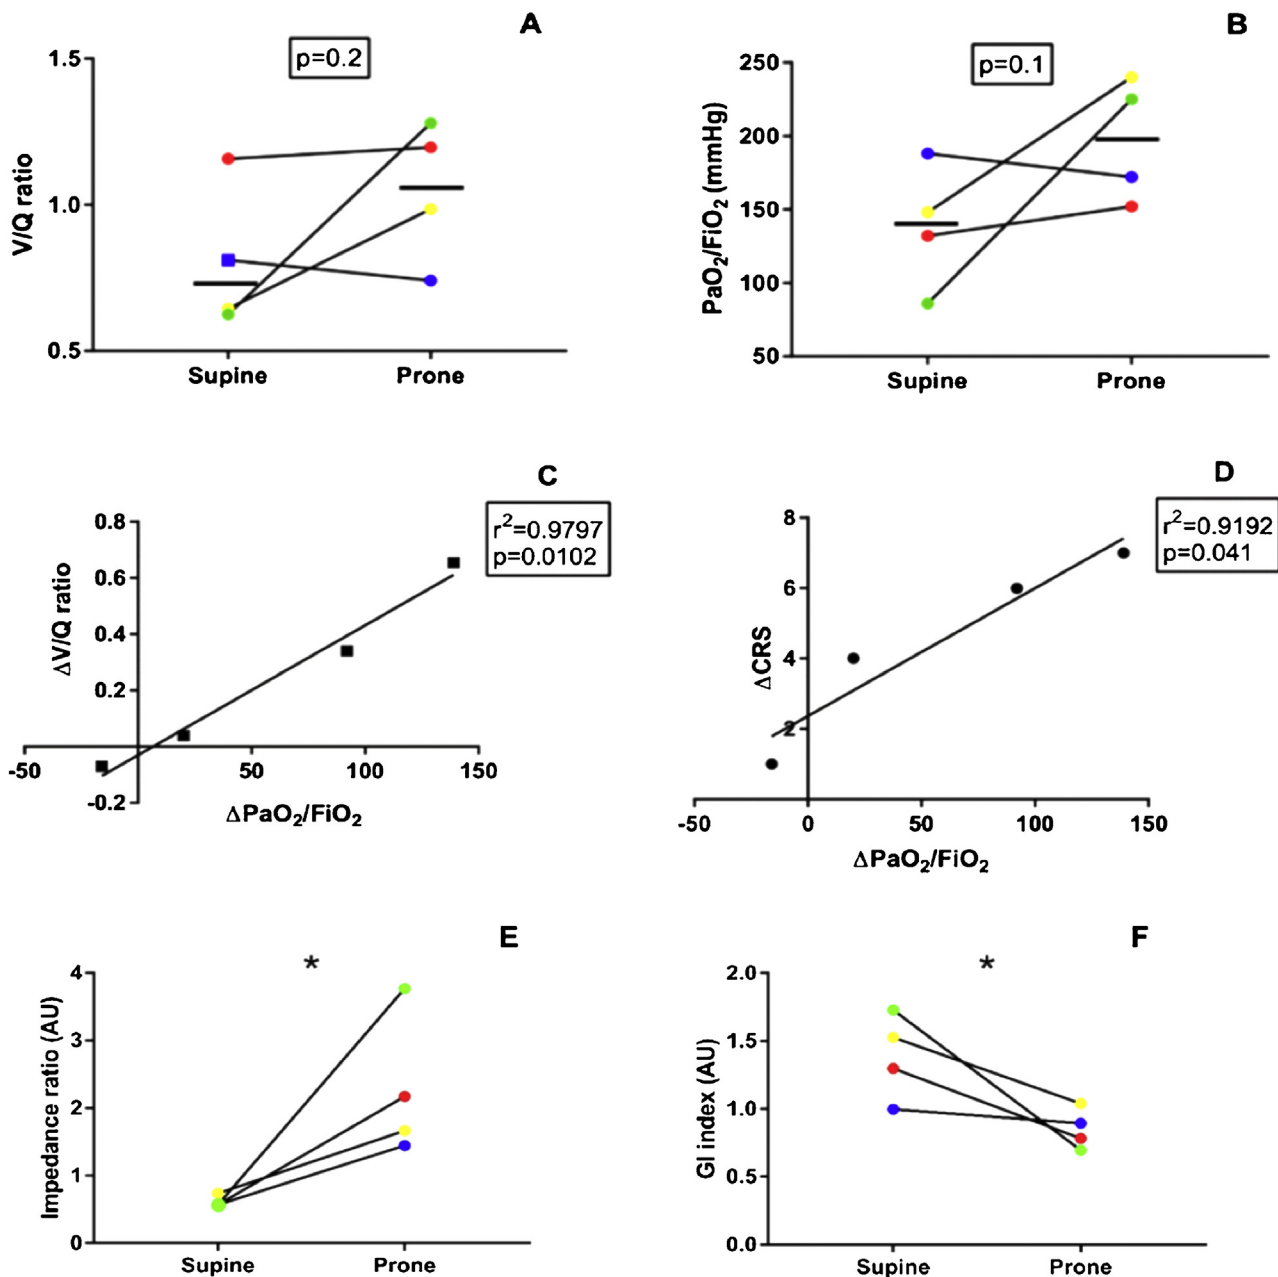 A
p=0.2
V/Q ratio
1.5
1.0
0.5
Supine Prone
B
p=0.1
PaO₂/FiO₂ (mmHg)
250
200
150
100
50
Supine Prone
C
r²=0.9797
p=0.0102
ΔV/Q ratio
0.8
0.6
0.4
0.2
-0.2
-50 50 100 150
ΔPaO₂/FiO₂
D
r²=0.9192
p=0.041
ΔCRS
8
6
4
2
-50 0 50 100 150
ΔPaO₂/FiO₂
E
*
Impedance ratio (AU)
4
3
2
1
0
Supine Prone
F
*
GI index (AU)
2.0
1.5
1.0
0.5
0.0
Supine Prone